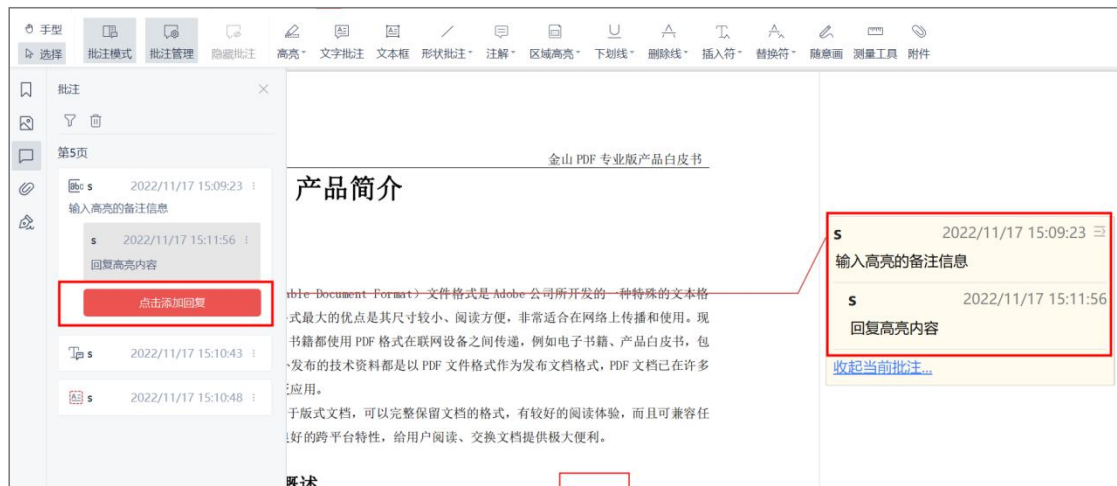 手型
选择
批注模式
批注管理
隐藏批注
高亮
文字批注
文本框
形状批注
注解
区域高亮
下划线
删除线
插入符
替换符
随意画
测量工具
附件
批注
第5页
s 2022/11/17 15:09:23
输入高亮的备注信息
s 2022/11/17 15:11:56
回复高亮内容
点击添加回复
s 2022/11/17 15:10:43
s 2022/11/17 15:10:48
金山 PDF 专业版产品白皮书
产品简介
ble Document Format）文件格式是 Adobe 公司所开发的一种特殊的文本格
式最大的优点是其尺寸较小、阅读方便，非常适合在网络上传播和使用。现
书籍都使用 PDF 格式在联网设备之间传递，例如电子书籍、产品白皮书，包
发布的技术资料都是以 PDF 文件格式作为发布文档格式，PDF 文档已在许多
应用。
于版式文档，可以完整保留文档的格式，有较好的阅读体验，而且可兼容任
好的跨平台特性，给用户阅读、交换文档提供极大便利。
s 2022/11/17 15:09:23
输入高亮的备注信息
s 2022/11/17 15:11:56
回复高亮内容
收起当前批注...